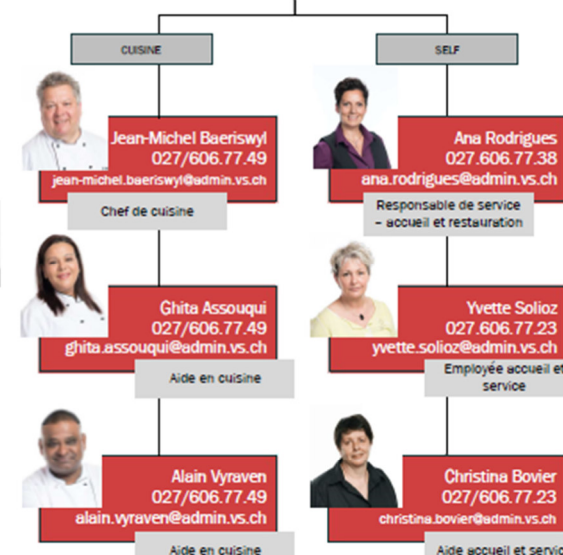 CUISINE
SELF
Jean-Michel Baeriswyl
027/606.77.49
jean-michel.baeriswyl@admin.vs.ch
Chef de cuisine
Ana Rodrigues
027.606.77.38
ana.rodrigues@admin.vs.ch
Responsable de service
– accueil et restauration
Ghita Assouqui
027/606.77.49
ghita.assouqui@admin.vs.ch
Aide en cuisine
Yvette Solioz
027.606.77.23
yvette.solioz@admin.vs.ch
Employée accueil et
service
Alain Vyraven
027/606.77.49
alain.vyraven@admin.vs.ch
Aide en cuisine
Christina Bovier
027/606.77.23
christina.bovier@admin.vs.ch
Aide accueil et servic